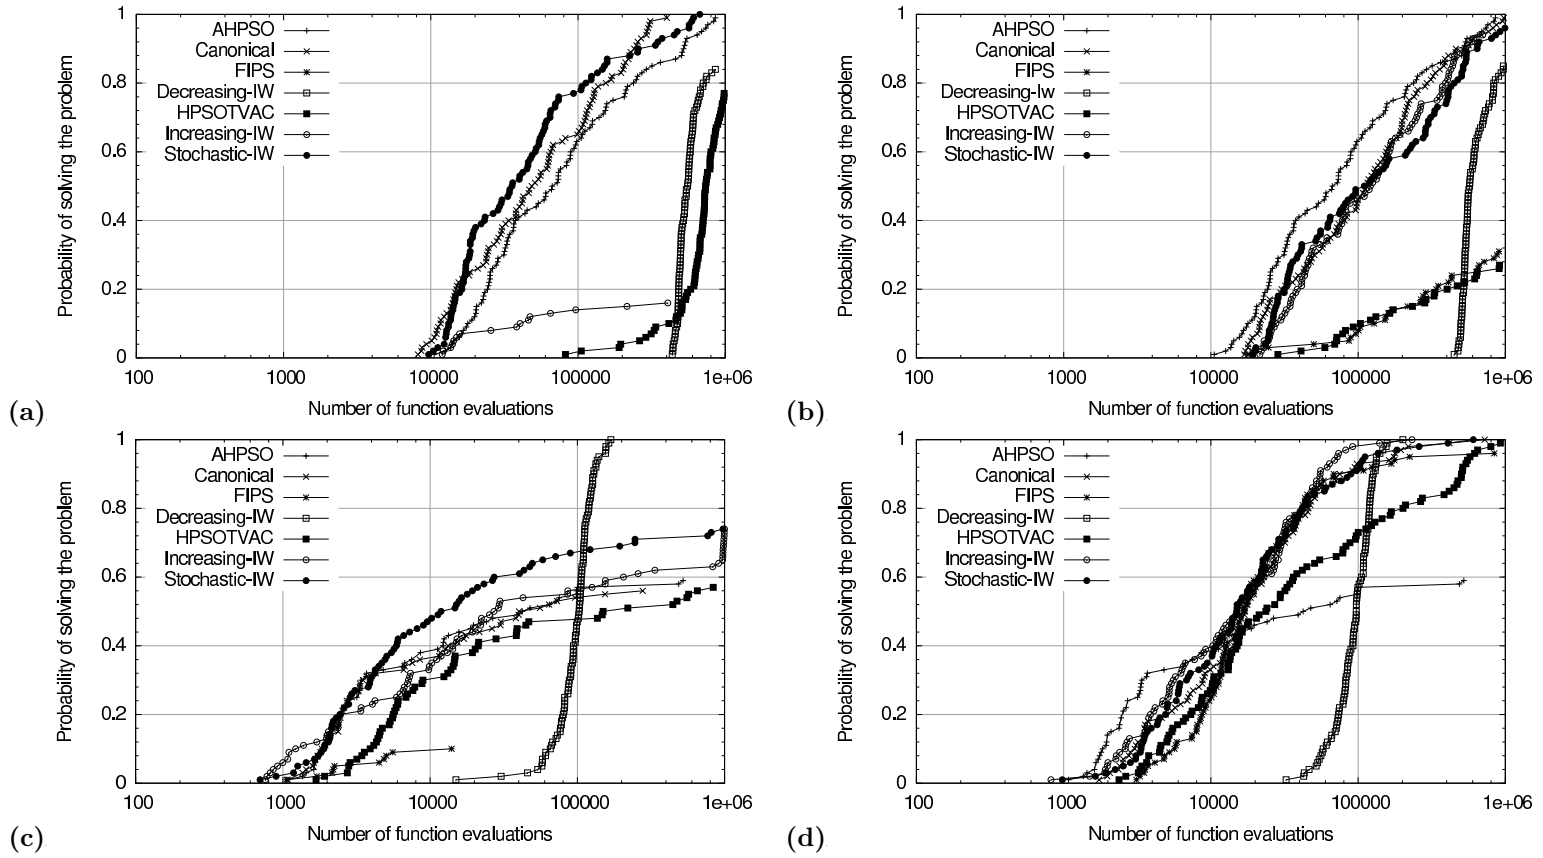 1
0.8
0.6
0.4
0.2
0
100
1000
10000
100000
1e+06
Probability of solving the problem
Number of function evaluations
AHPSO
Canonical
FIPS
Decreasing-IW
HPSOTVAC
Increasing-IW
Stochastic-IW
(a)
1
0.8
0.6
0.4
0.2
0
100
1000
10000
100000
1e+06
Probability of solving the problem
Number of function evaluations
AHPSO
Canonical
FIPS
Decreasing-Iw
HPSOTVAC
Increasing-IW
Stochastic-IW
(b)
1
0.8
0.6
0.4
0.2
0
100
1000
10000
100000
1e+06
Probability of solving the problem
Number of function evaluations
AHPSO
Canonical
FIPS
Decreasing-IW
HPSOTVAC
Increasing-IW
Stochastic-IW
(c)
1
0.8
0.6
0.4
0.2
0
100
1000
10000
100000
1e+06
Probability of solving the problem
Number of function evaluations
AHPSO
Canonical
FIPS
Decreasing-IW
HPSOTVAC
Increasing-IW
Stochastic-IW
(d)